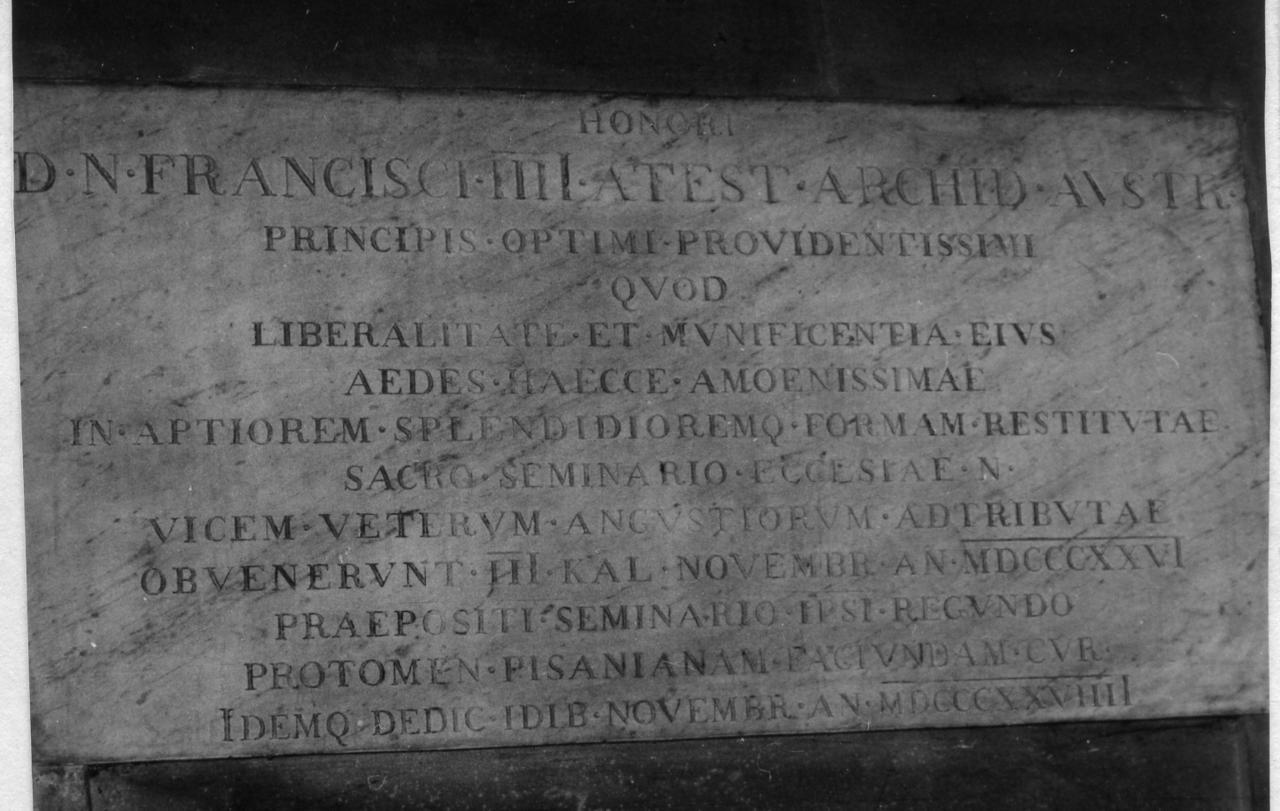 HONORI
D·N·FRANCISCI·IIII·ATEST·ARCHID·AVSTR·
PRINCIPIS·OPTIMI·PROVIDENTISSIMI
QVOD
LIBERALITATE·ET·MVNIFICENTIA·EIVS
AEDES·HAECCE·AMOENISSIMAE
IN·APTIOREM·SPLENDIDIOREMQ·FORMAM·RESTITVTAE·
SACRO·SEMINARIO·ECCLESIAE·N·
VICEM·VETERVM·ANGVSTIORVM·ADTRIBVTAE
OBVENERVNT·III·KAL·NOVEMBR·AN·MDCCCXXVI
PRAEPOSITI·SEMINARIO·IPSI·REGVNDO
PROTOMEN·PISANIANAM·FACIVNDAM·CVR·
IDEMQ·DEDIC·IDIB·NOVEMBR·AN·MDCCCXXVIIII